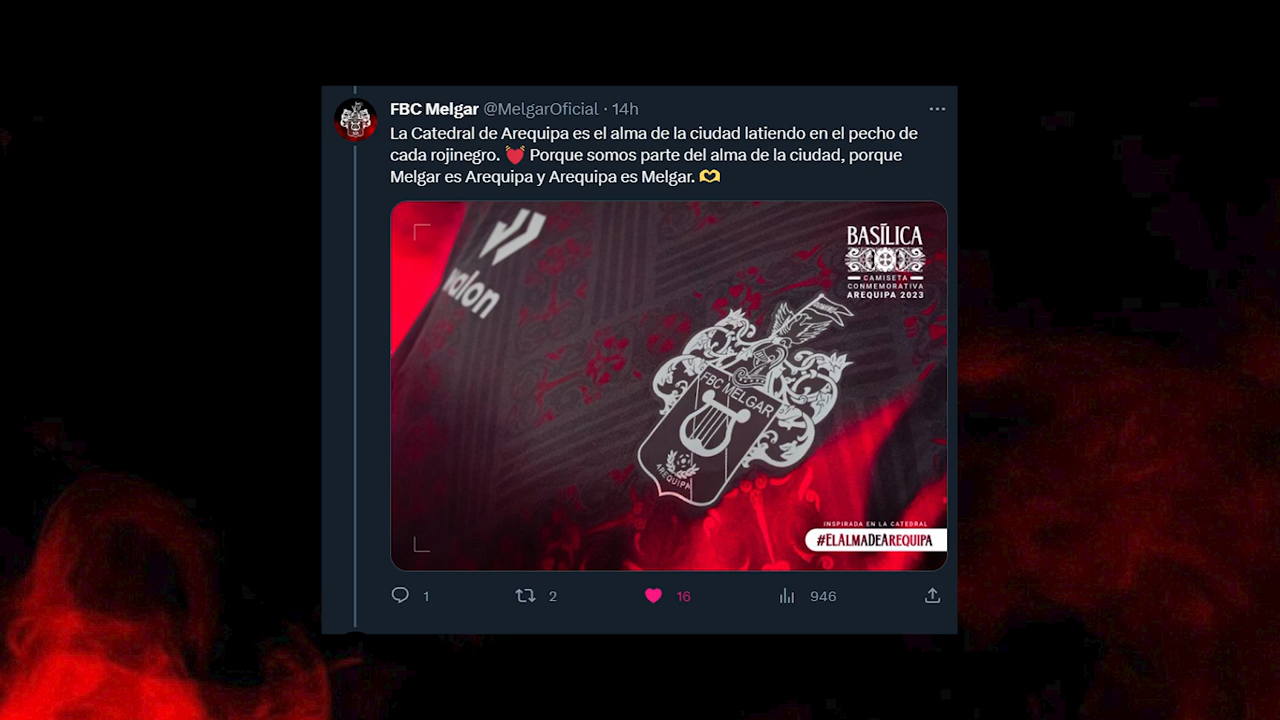 FBC Melgar @MelgarOficial · 14h
La Catedral de Arequipa es el alma de la ciudad latiendo en el pecho de
cada rojinegro. 💓 Porque somos parte del alma de la ciudad, porque
Melgar es Arequipa y Arequipa es Melgar. 🫶
walon
BASÍLICA
CAMISETA
CONMEMORATIVA
AREQUIPA 2023
FBC MELGAR
AREQUIPA
INSPIRADA EN LA CATEDRAL
#ELALMADEAREQUIPA
1 2 16 946